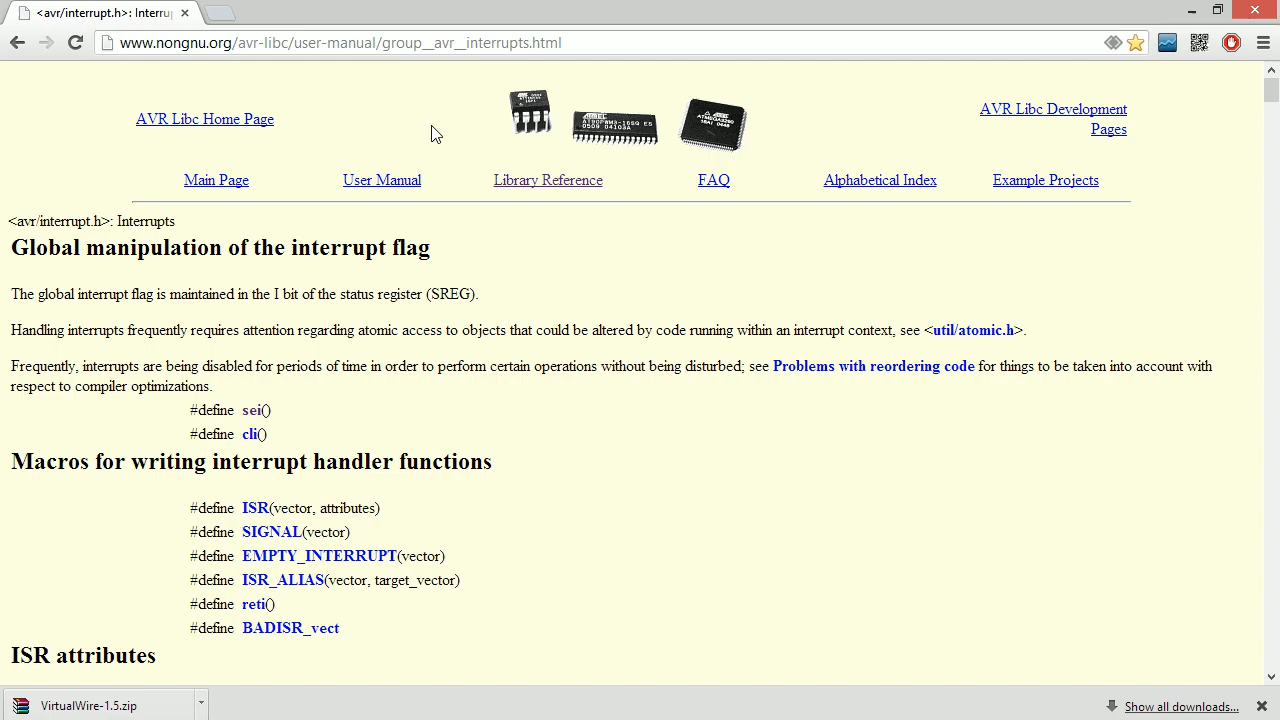 <avr/interrupt.h>: Interru
www.nongnu.org/avr-libc/user-manual/group__avr__interrupts.html
AVR Libc Home Page
AVR Libc Development
Pages
Main Page User Manual Library Reference FAQ Alphabetical Index Example Projects
<avr/interrupt.h>: Interrupts
Global manipulation of the interrupt flag
The global interrupt flag is maintained in the I bit of the status register (SREG).
Handling interrupts frequently requires attention regarding atomic access to objects that could be altered by code running within an interrupt context, see <util/atomic.h>.
Frequently, interrupts are being disabled for periods of time in order to perform certain operations without being disturbed; see Problems with reordering code for things to be taken into account with
respect to compiler optimizations.
#define sei()
#define cli()
Macros for writing interrupt handler functions
#define ISR(vector, attributes)
#define SIGNAL(vector)
#define EMPTY_INTERRUPT(vector)
#define ISR_ALIAS(vector, target_vector)
#define reti()
#define BADISR_vect
ISR attributes
VirtualWire-1.5.zip
Show all downloads...